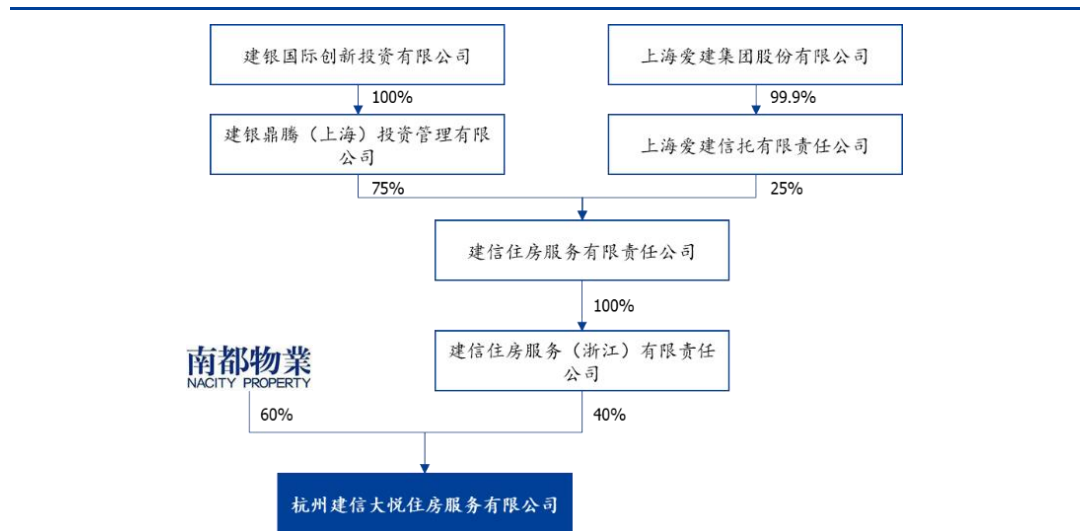 建银国际创新投资有限公司
上海爱建集团股份有限公司
100%
99.9%
建银鼎腾（上海）投资管理有限
公司
上海爱建信托有限责任公司
75%
25%
建信住房服务有限责任公司
100%
南都物業
NACITY PROPERTY
建信住房服务（浙江）有限责任
公司
60%
40%
杭州建信大悦住房服务有限公司